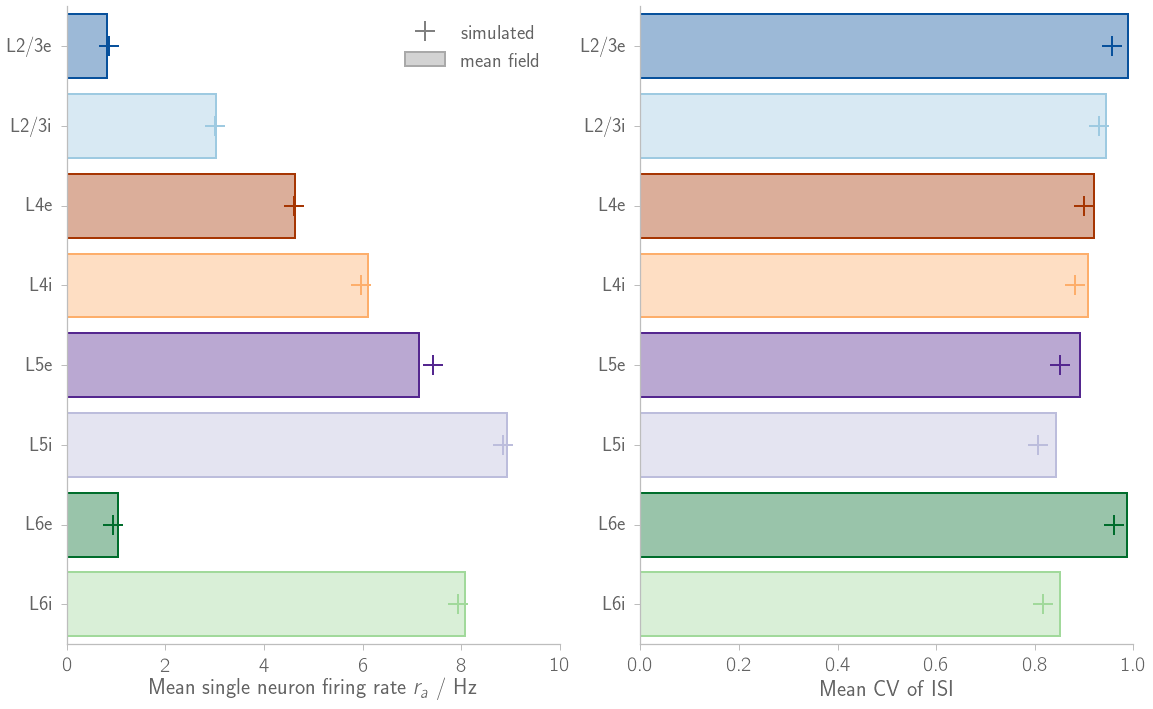 simulated
mean field
L2/3e
L2/3i
L4e
L4i
L5e
L5i
L6e
L6i
0 2 4 6 8 10
Mean single neuron firing rate r_a / Hz
L2/3e
L2/3i
L4e
L4i
L5e
L5i
L6e
L6i
0.0 0.2 0.4 0.6 0.8 1.0
Mean CV of ISI